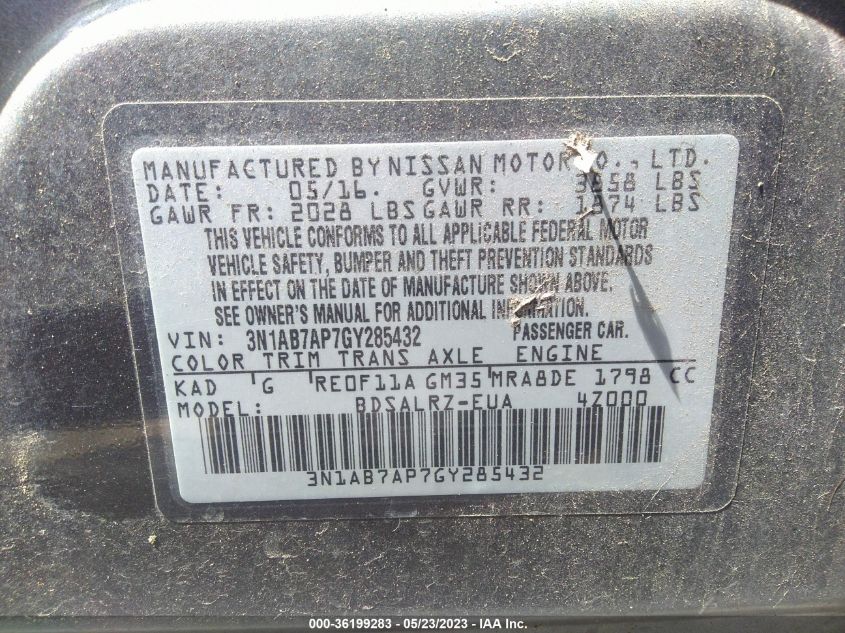 MANUFACTURED BY NISSAN MOTOR CO., LTD.
DATE: 05/16. GVWR: 3558 LBS
GAWR FR: 2028 LBS GAWR RR: 1874 LBS
THIS VEHICLE CONFORMS TO ALL APPLICABLE FEDERAL MOTOR
VEHICLE SAFETY, BUMPER AND THEFT PREVENTION STANDARDS
IN EFFECT ON THE DATE OF MANUFACTURE SHOWN ABOVE.
SEE OWNER'S MANUAL FOR ADDITIONAL INFORMATION.
VIN: 3N1AB7AP7GY285432 PASSENGER CAR.
COLOR TRIM TRANS AXLE ENGINE
KAD G RE0F11A GM35 MRA8DE 1798 CC
MODEL: BDSALRZ-EUA 4Z000
3N1AB7AP7GY285432
000-36199283 - 05/23/2023 - IAA Inc.